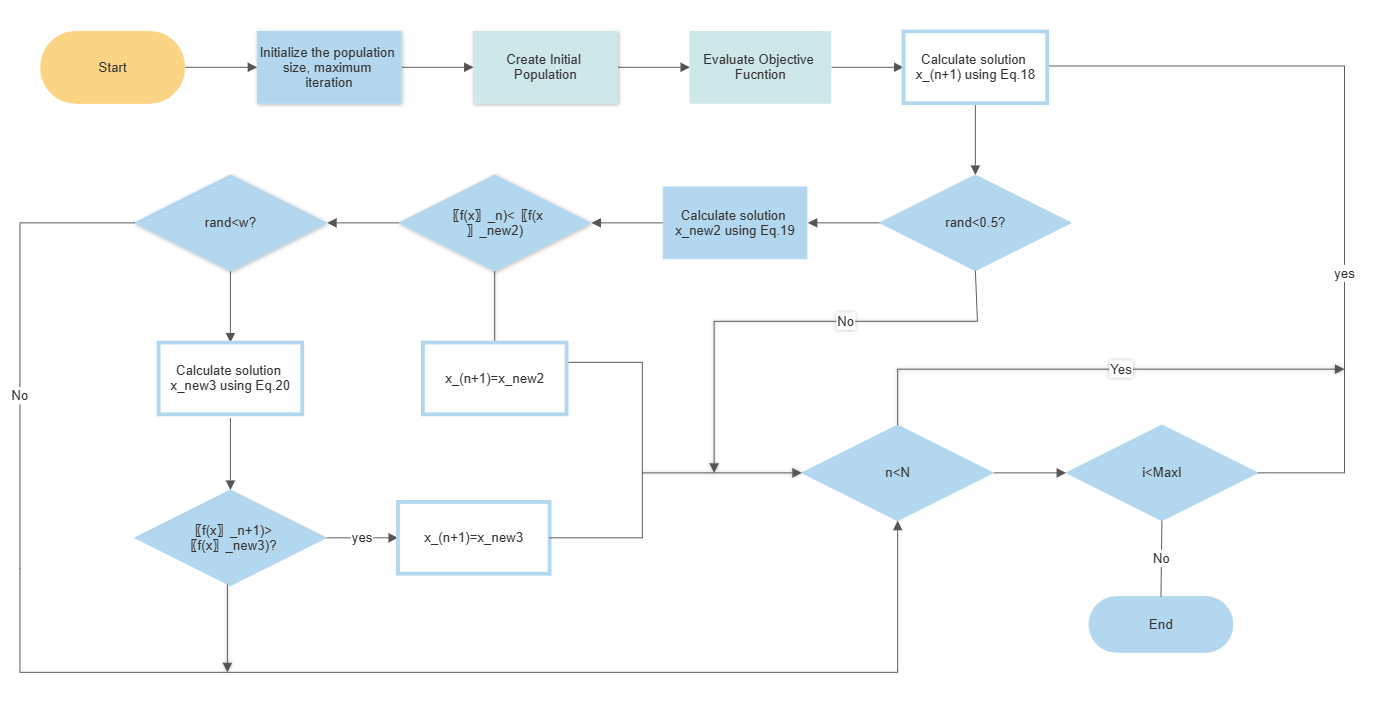 Start
Initialize the population
size, maximum
iteration
Create Initial
Population
Evaluate Objective
Fucntion
Calculate solution
x_(n+1) using Eq.18
rand<w?
〖f(x〗_n)< 〖f(x
〗_new2)
Calculate solution
x_new2 using Eq.19
rand<0.5?
yes
No
Calculate solution
x_new3 using Eq.20
x_(n+1)=x_new2
Yes
No
n<N
i<MaxI
〖f(x〗_n+1)>
〖f(x〗_new3)?
yes
x_(n+1)=x_new3
No
End